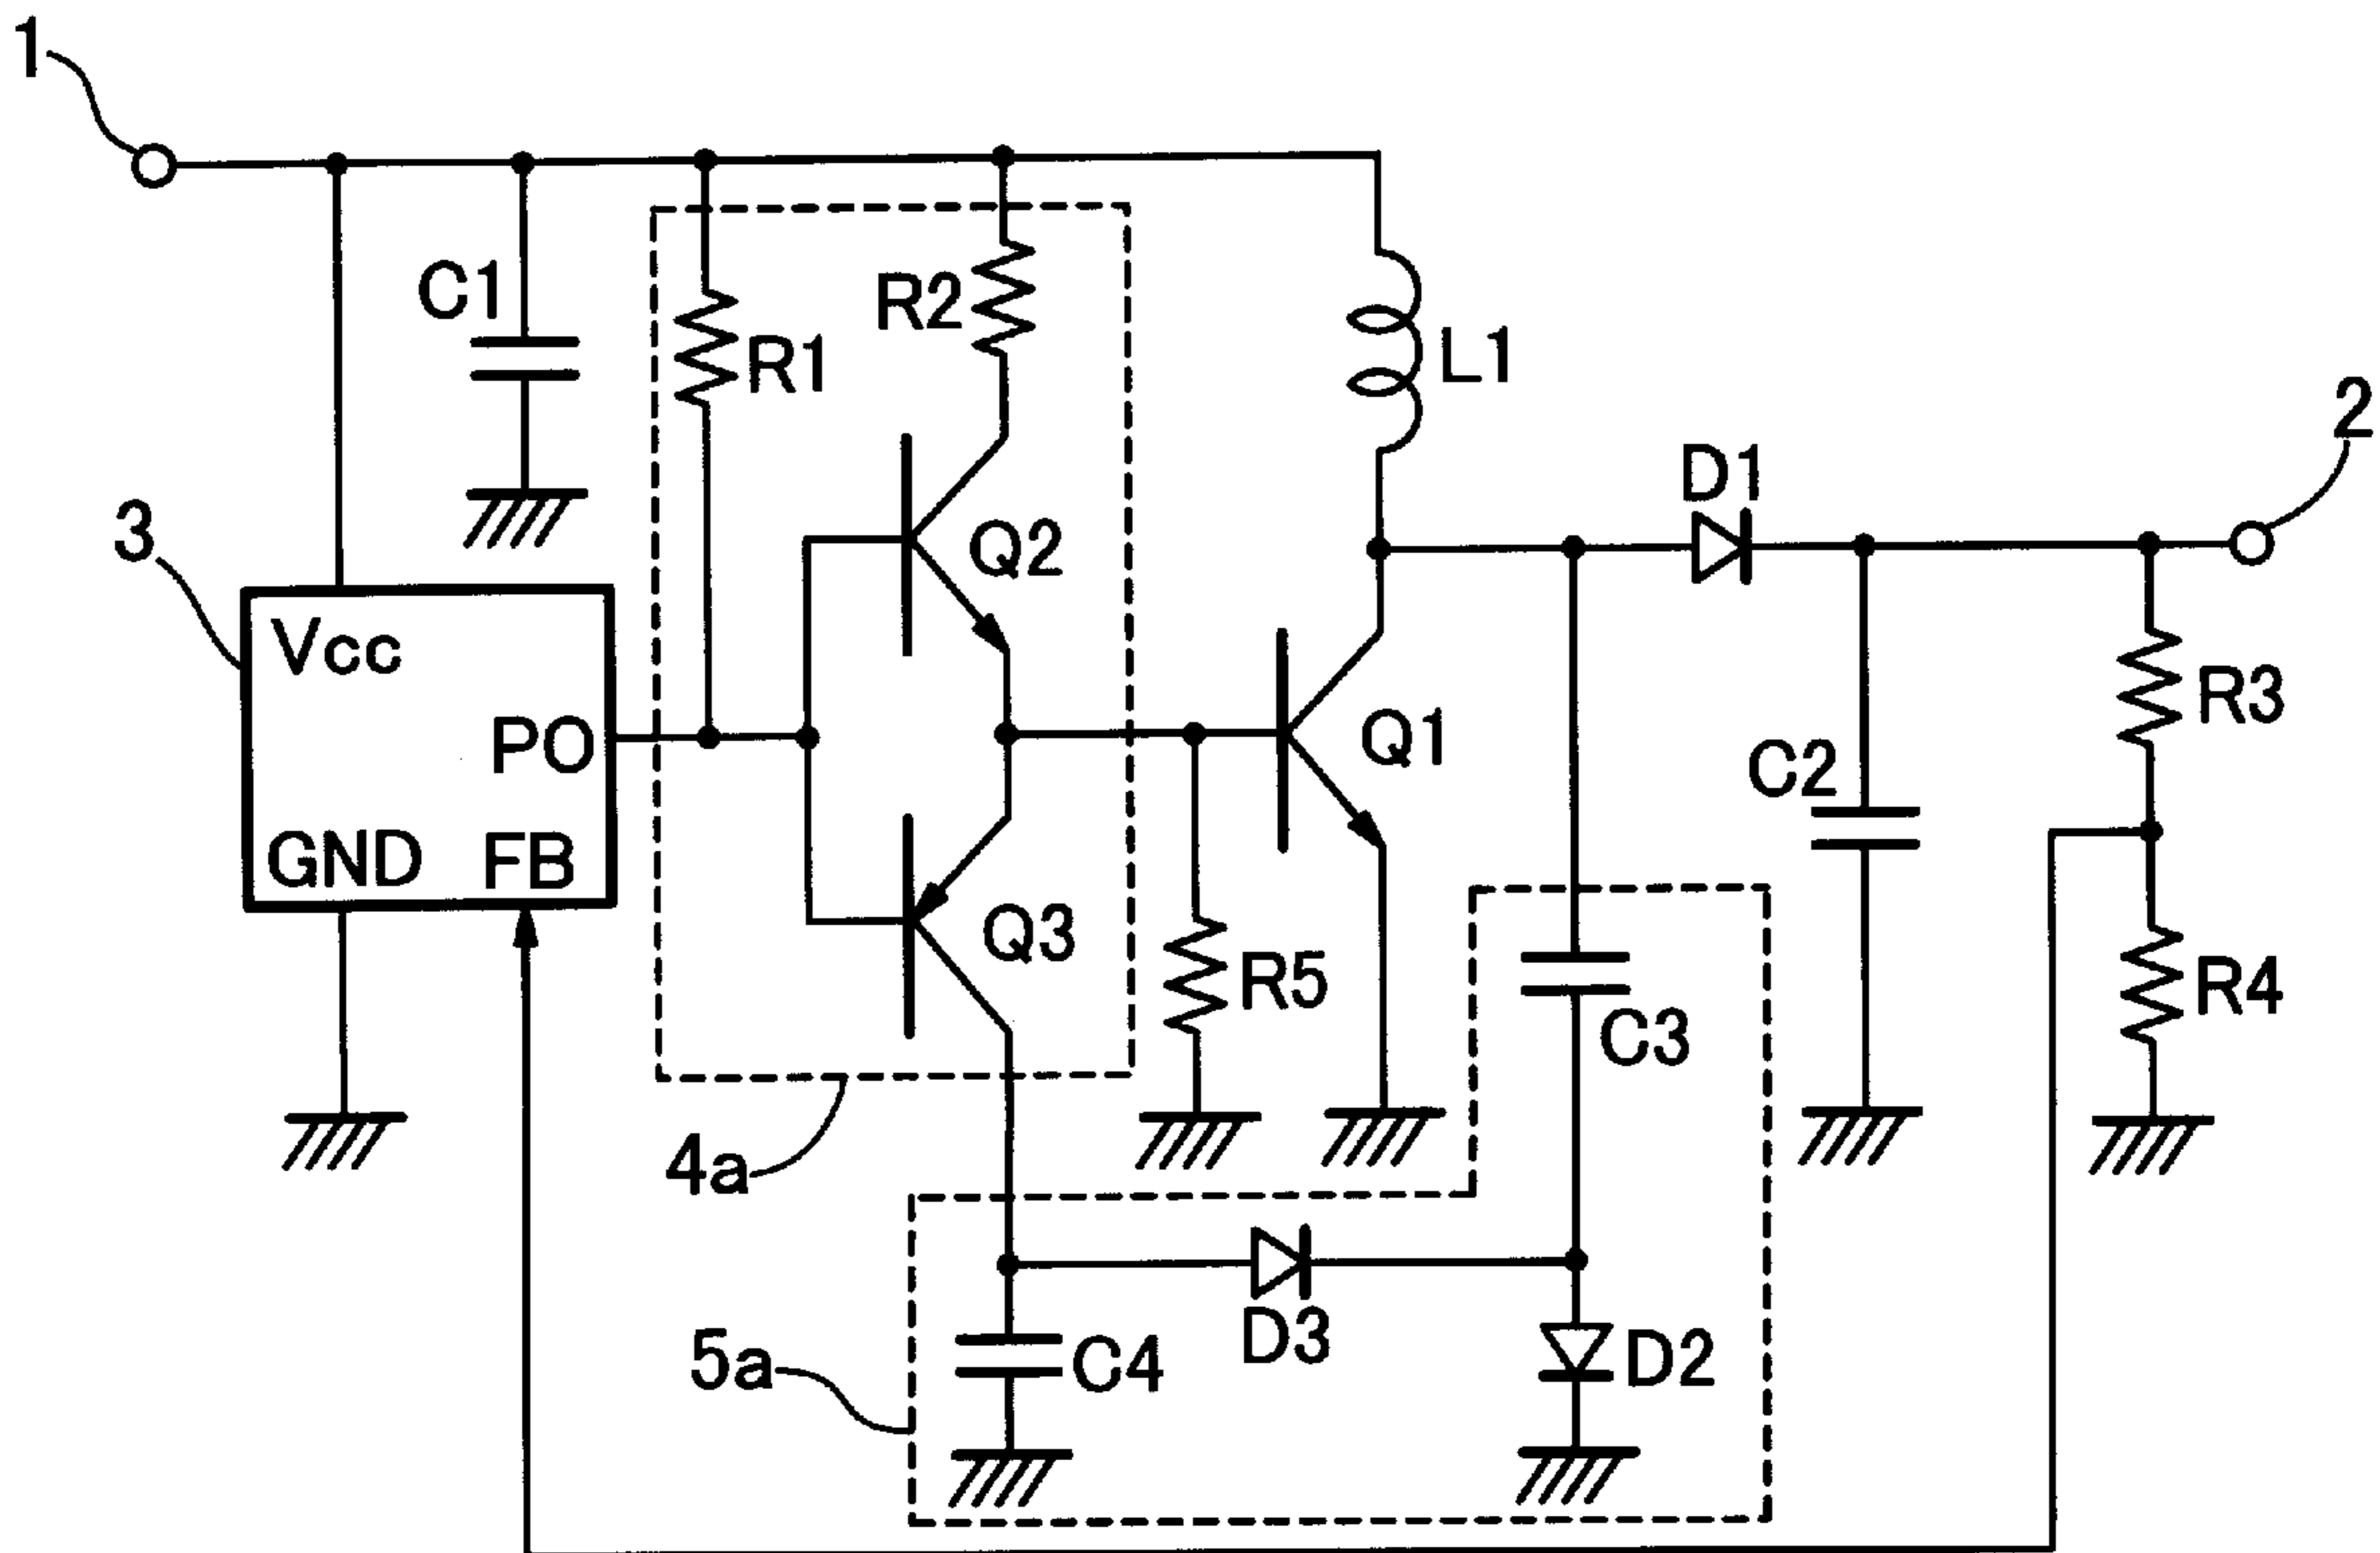 1
C1
R1
R2
L1
2
3
Vcc
PO
GND
FB
Q2
Q1
D1
R3
C2
Q3
R5
C3
R4
4a
5a
C4
D3
D2